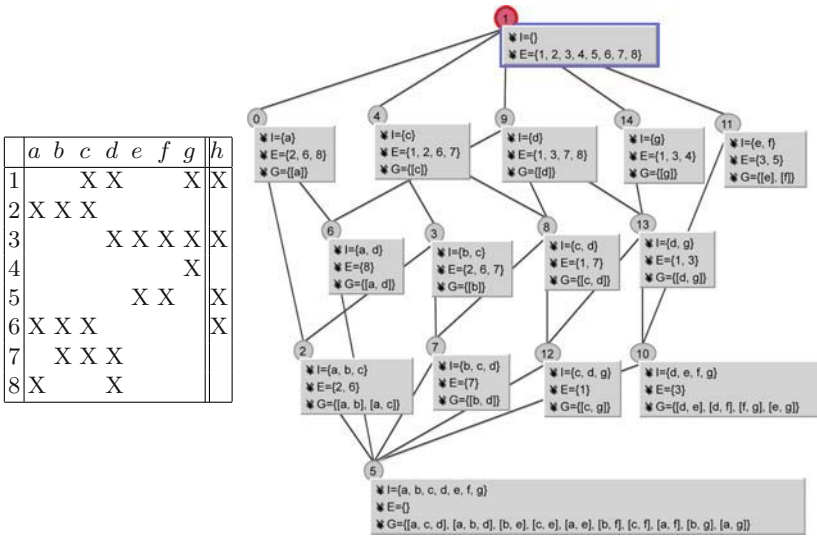 a b c d e f g h
1 X X X X
2 X X X
3 X X X X X
4 X
5 X X X
6 X X X X
7 X X X
8 X X
1
I={}
E={1, 2, 3, 4, 5, 6, 7, 8}
0
I={a}
E={2, 6, 8}
G={[a]}
4
I={c}
E={1, 2, 6, 7}
G={[c]}
9
I={d}
E={1, 3, 7, 8}
G={[d]}
14
I={g}
E={1, 3, 4}
G={[g]}
11
I={e, f}
E={3, 5}
G={[e], [f]}
6
I={a, d}
E={8}
G={[a, d]}
3
I={b, c}
E={2, 6, 7}
G={[b]}
8
I={c, d}
E={1, 7}
G={[c, d]}
13
I={d, g}
E={1, 3}
G={[d, g]}
2
I={a, b, c}
E={2, 6}
G={[a, b], [a, c]}
7
I={b, c, d}
E={7}
G={[b, d]}
12
I={c, d, g}
E={1}
G={[c, g]}
10
I={d, e, f, g}
E={3}
G={[d, e], [d, f], [f, g], [e, g]}
5
I={a, b, c, d, e, f, g}
E={}
G={[a, c, d], [a, b, d], [b, e], [c, e], [a, e], [b, f], [c, f], [a, f], [b, g], [a, g]}